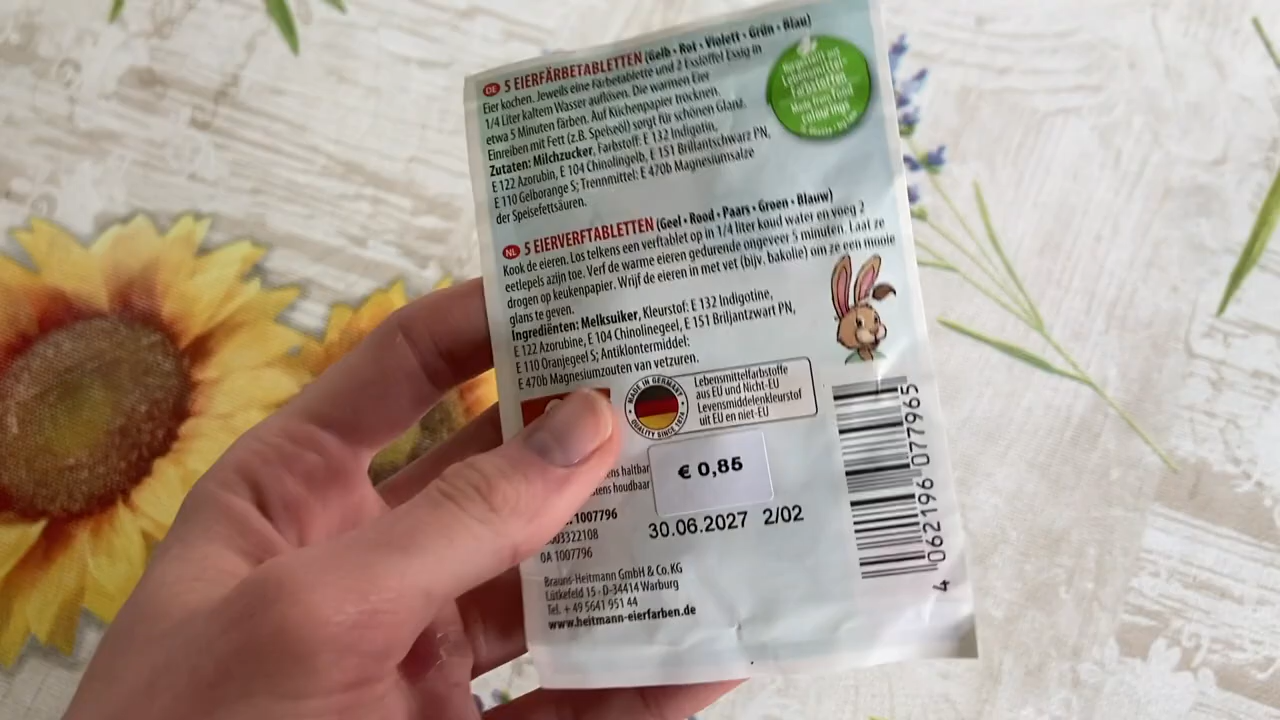 DE 5 EIERFÄRBETABLETTEN (Gelb • Rot • Violett • Grün • Blau)
Eier kochen. Jeweils eine Färbetablette und 2 Esslöffel Essig in
1/4 Liter kaltem Wasser auflösen. Die warmen Eier
etwa 5 Minuten färben. Auf Küchenpapier trocknen.
Einreiben mit Fett (z.B. Speiseöl) sorgt für schönen Glanz.
Zutaten: Milchzucker, Farbstoff: E 132 Indigotin,
E 122 Azorubin, E 104 Chinolingelb, E 151 Brillantschwarz PN,
E 110 Gelborange S; Trennmittel: E 470b Magnesiumsalze
der Speisefettsäuren.
NL 5 EIERVERFTABLETTEN (Geel • Rood • Paars • Groen • Blauw)
Kook de eieren. Los telkens een verftablet op in 1/4 liter koud water en voeg 2
eetlepels azijn toe. Verf de warme eieren gedurende ongeveer 5 minuten. Laat ze
drogen op keukenpapier. Wrijf de eieren in met vet (bijv. bakolie) om ze een mooie
glans te geven.
Ingrediënten: Melksuiker, Kleurstof: E 132 Indigotine,
E 122 Azorubine, E 104 Chinolinegeel, E 151 Briljantzwart PN,
E 110 Oranjegeel S; Antiklontermiddel:
E 470b Magnesiumzouten van vetzuren.
MADE IN GERMANY
QUALITY SINCE 1874
Lebensmittelfarbstoffe
aus EU und Nicht-EU
Levensmiddelenkleurstof
uit EU en niet-EU
€ 0,85
haltbar
houdbaar
30.06.2027 2/02
1007796
03322108
0A 1007796
Brauns-Heitmann GmbH & Co. KG
Lütkefeld 15 • D-34414 Warburg
Tel. + 49 5641 951 44
www.heitmann-eierfarben.de
4 062196 077965